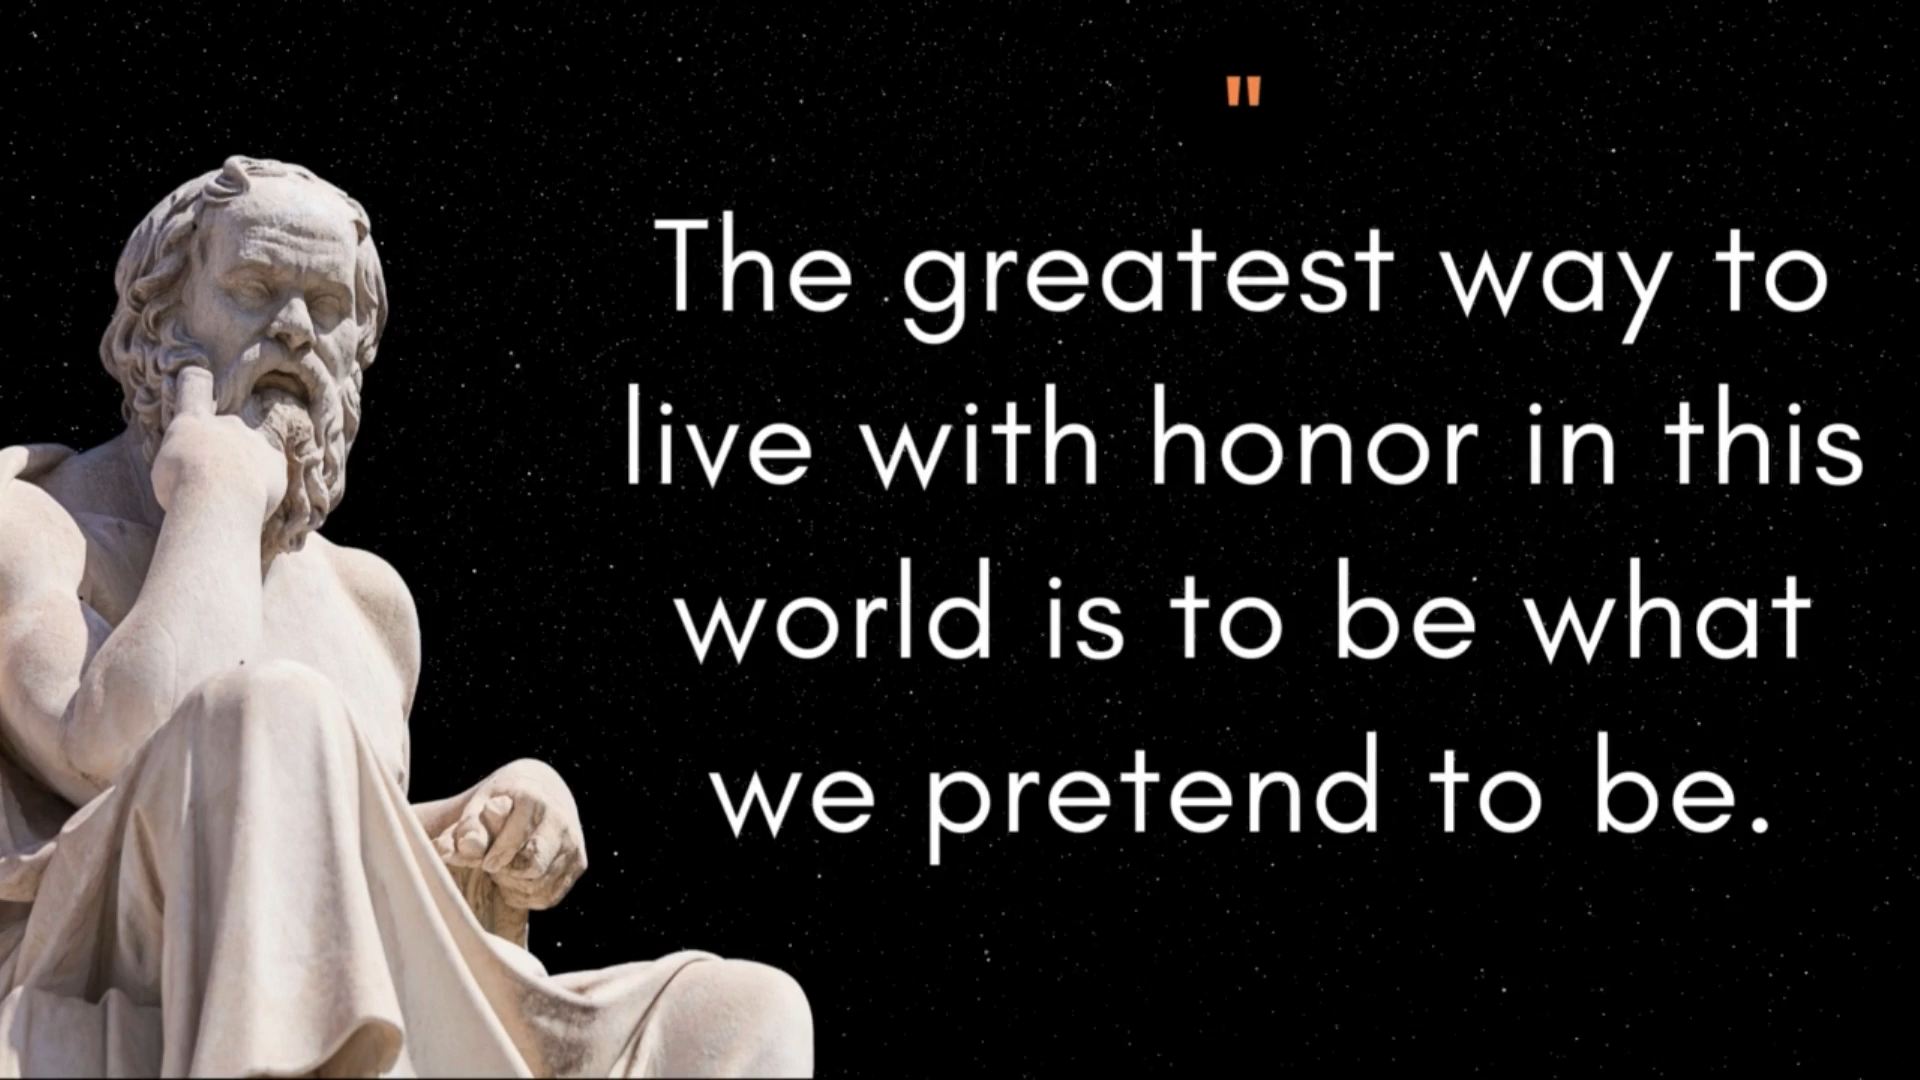 "
The greatest way to
live with honor in this
world is to be what
we pretend to be.